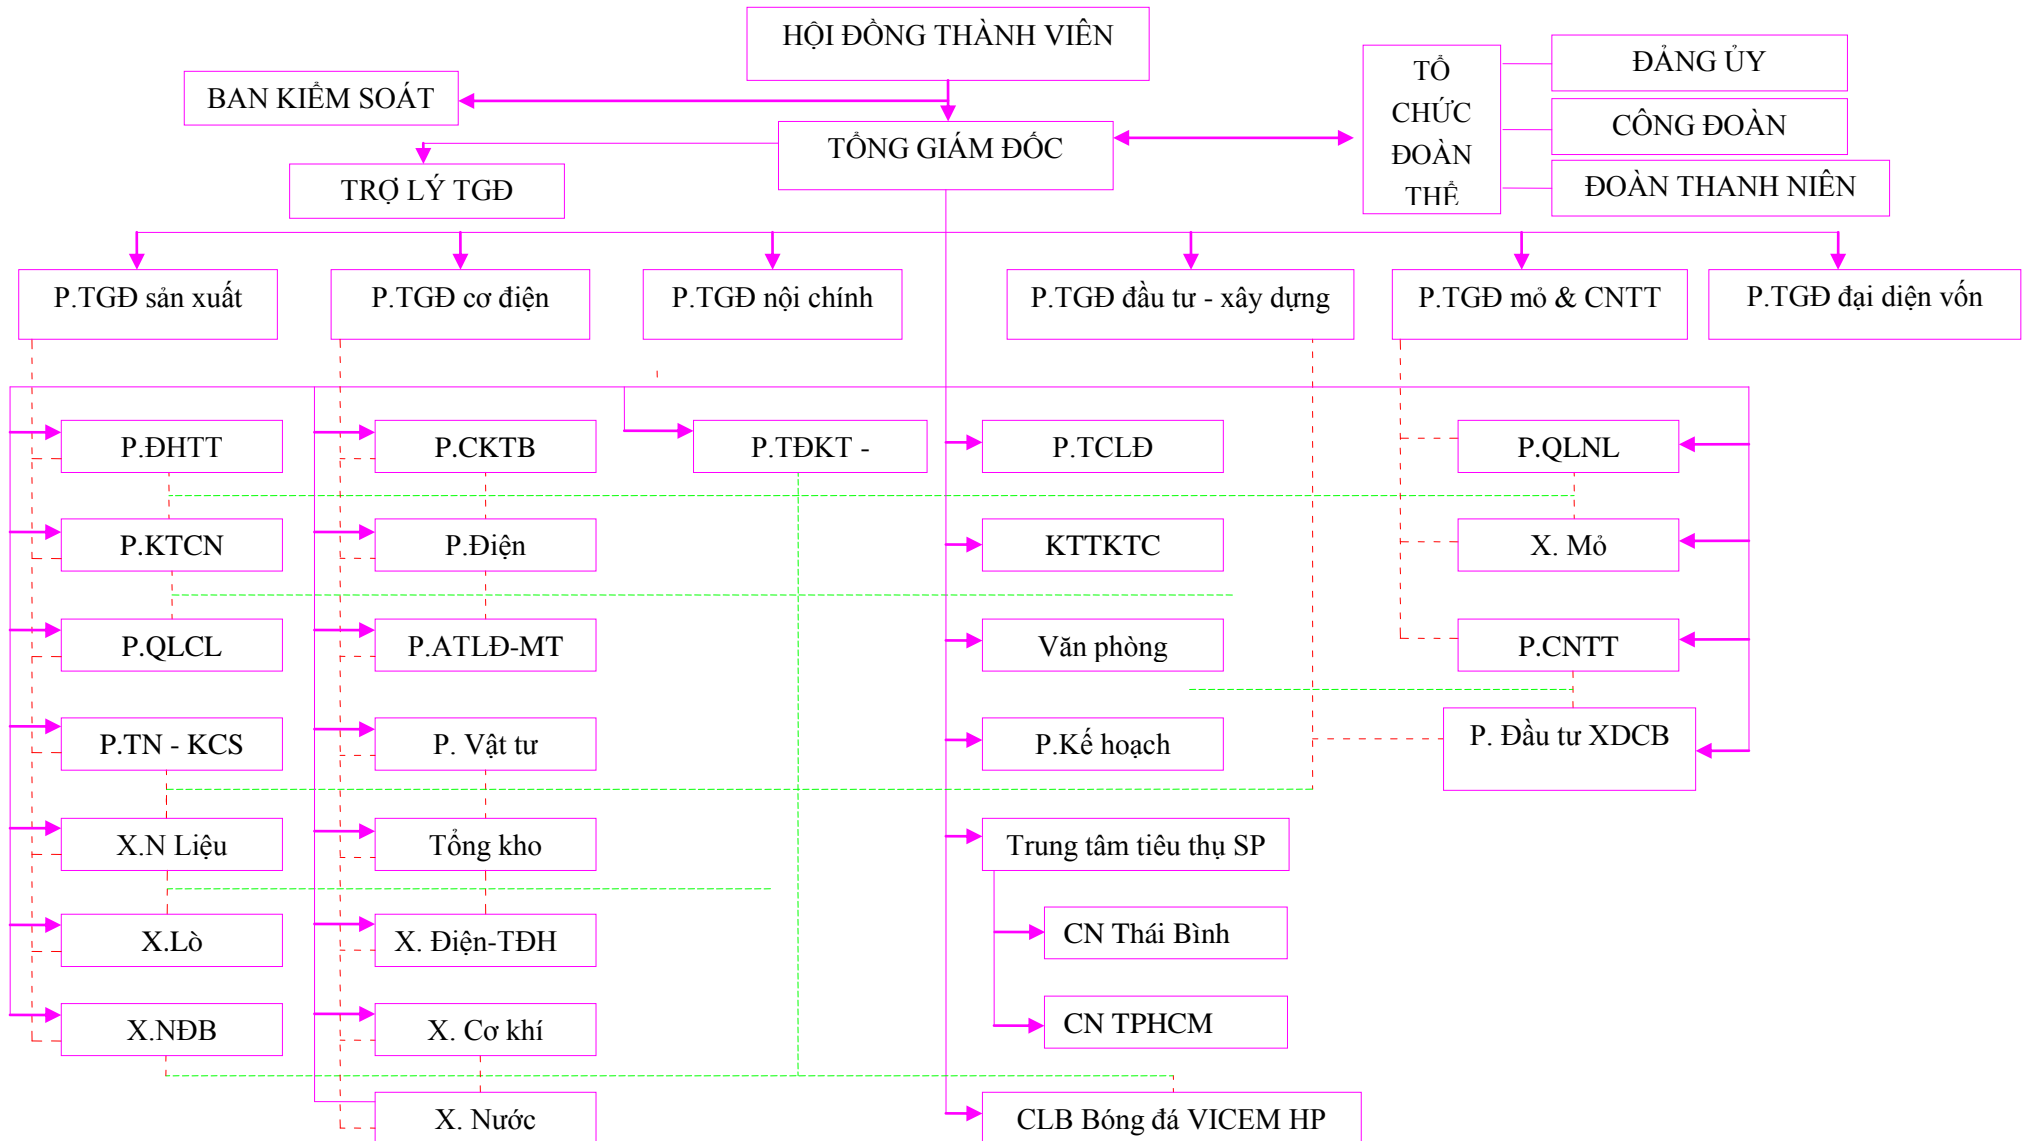 HỘI ĐỒNG THÀNH VIÊN
BAN KIỂM SOÁT
TỔNG GIÁM ĐỐC
TRỢ LÝ TGĐ
TỔ
CHỨC
ĐOÀN
THỂ
ĐẢNG ỦY
CÔNG ĐOÀN
ĐOÀN THANH NIÊN
P.TGĐ sản xuất
P.TGĐ cơ điện
P.TGĐ nội chính
P.TGĐ đầu tư - xây dựng
P.TGĐ mỏ & CNTT
P.TGĐ đại diện vốn
P.ĐHTT
P.CKTB
P.TĐKT -
P.TCLĐ
P.QLNL
P.KTCN
P.Điện
KTTKTC
X. Mỏ
P.QLCL
P.ATLĐ-MT
Văn phòng
P.CNTT
P.TN - KCS
P. Vật tư
P.Kế hoạch
P. Đầu tư XDCB
X.N Liệu
Tổng kho
Trung tâm tiêu thụ SP
X.Lò
X. Điện-TĐH
CN Thái Bình
X.NĐB
X. Cơ khí
CN TPHCM
X. Nước
CLB Bóng đá VICEM HP